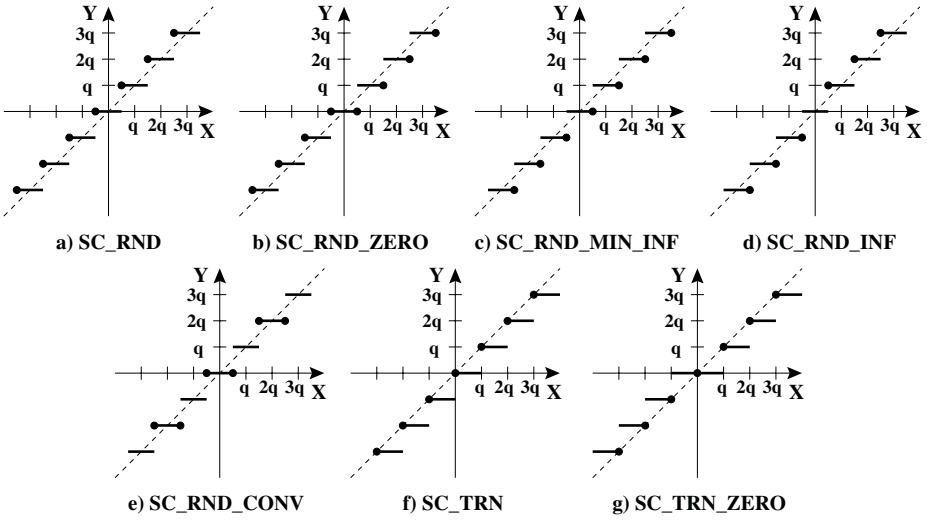 Y
3q
2q
q
q 2q 3q X
a) SC_RND
Y
3q
2q
q
q 2q 3q X
b) SC_RND_ZERO
Y
3q
2q
q
q 2q 3q X
c) SC_RND_MIN_INF
Y
3q
2q
q
q 2q 3q X
d) SC_RND_INF
Y
3q
2q
q
q 2q 3q X
e) SC_RND_CONV
Y
3q
2q
q
q 2q 3q X
f) SC_TRN
Y
3q
2q
q
q 2q 3q X
g) SC_TRN_ZERO